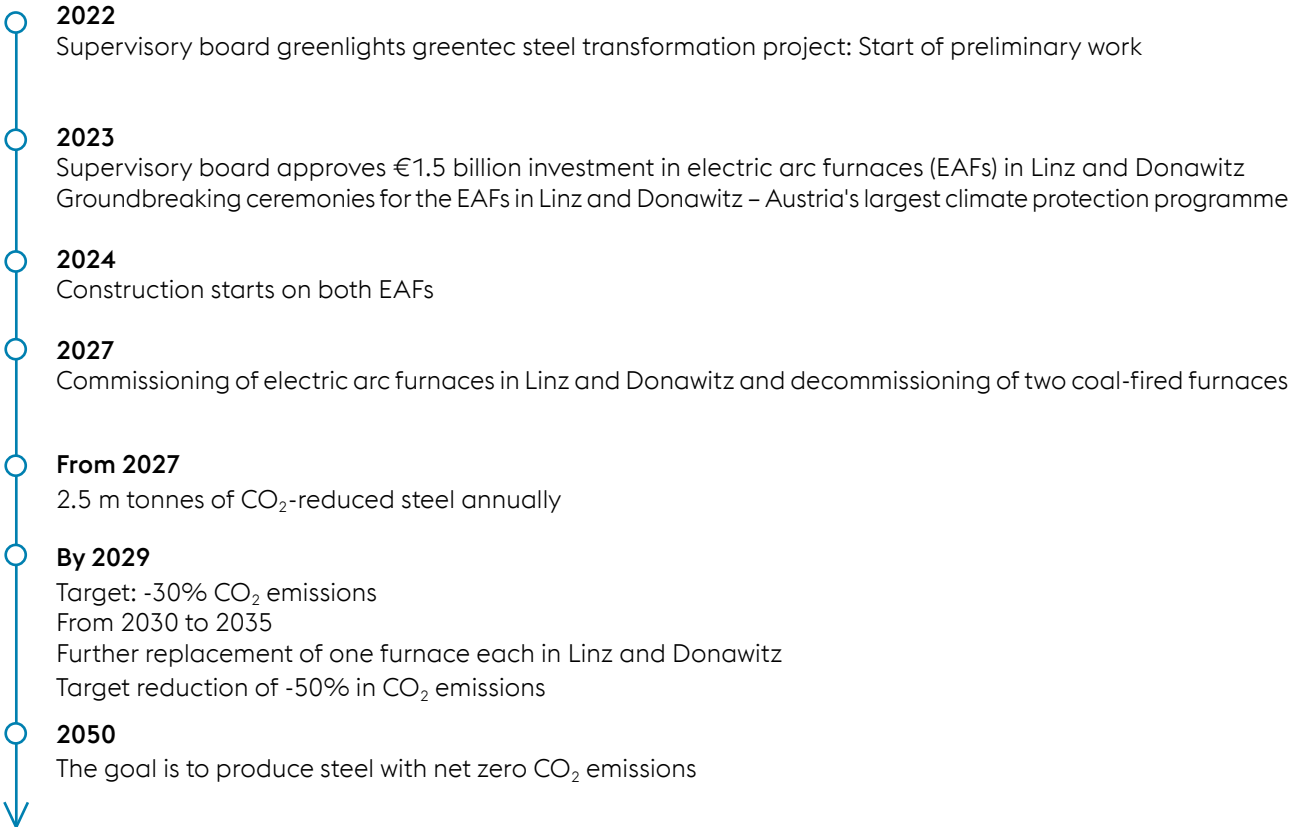 2022
Supervisory board greenlights greentec steel transformation project: Start of preliminary work
2023
Supervisory board approves €1.5 billion investment in electric arc furnaces (EAFs) in Linz and Donawitz
Groundbreaking ceremonies for the EAFs in Linz and Donawitz – Austria's largest climate protection programme
2024
Construction starts on both EAFs
2027
Commissioning of electric arc furnaces in Linz and Donawitz and decommissioning of two coal-fired furnaces
From 2027
2.5 m tonnes of CO₂-reduced steel annually
By 2029
Target: -30% CO₂ emissions
From 2030 to 2035
Further replacement of one furnace each in Linz and Donawitz
Target reduction of -50% in CO₂ emissions
2050
The goal is to produce steel with net zero CO₂ emissions